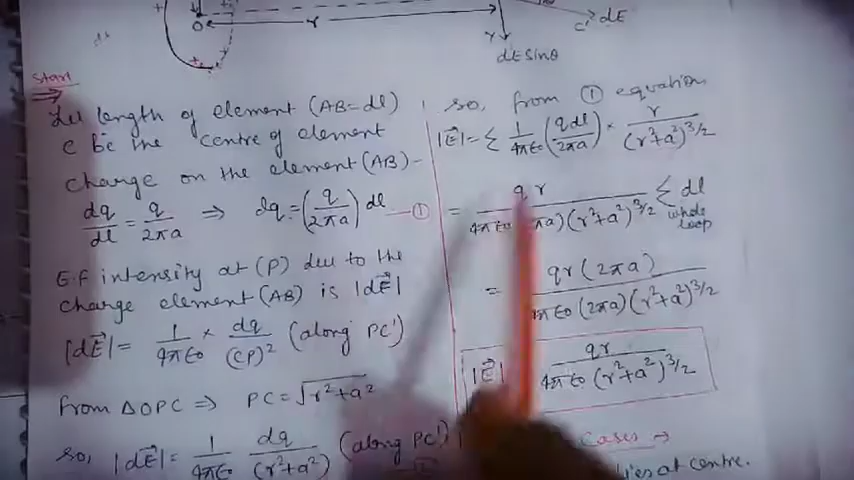 +
+
O
r
C' dE
Y
dE sinθ
Start
Let length of element (AB=dl)
C be the centre of element
charge on the element (AB) -
dq/dl = q/2πa ⇒ dq = (q/2πa) dl —①
E.F intensity at (P) due to the
charge element (AB) is |dE⃗|
|dE⃗| = 1/4πε₀ × dq/(CP)² (along PC')
from △OPC ⇒ PC = √r²+a²
so, |dE⃗| = 1/4πε₀ dq/(r²+a²) (along PC')
so, from ① equation
|E⃗| = Σ 1/4πε₀ (qdl/2πa) × r/(r²+a²)^3/2
= qr/4πε₀ πa)(r²+a²)^3/2 Σ dl
whole
loop
= qr(2πa)/4πε₀(2πa)(r²+a²)^3/2
|E⃗| qr/4πε₀(r²+a²)^3/2
Cases →
lies at centre.